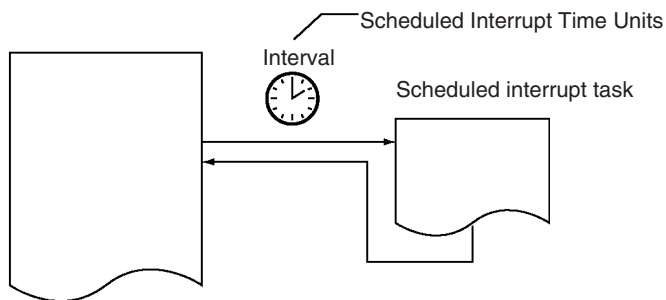 Scheduled Interrupt Time Units
Interval
Scheduled interrupt task